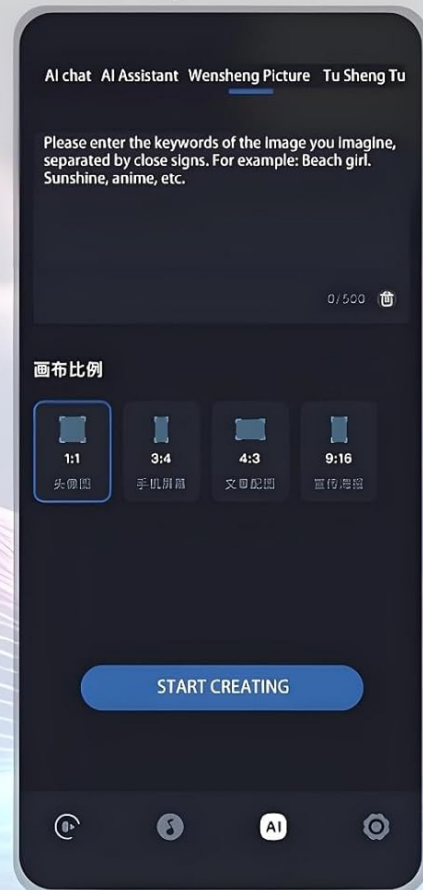 AI chat AI Assistant Wensheng Picture Tu Sheng Tu
Please enter the keywords of the image you imagine,
separated by close signs. For example: Beach girl.
Sunshine, anime, etc.
0/500
画布比例
1:1 3:4 4:3 9:16
头像图 手机屏幕 文章配图 宣传海报
START CREATING
AI